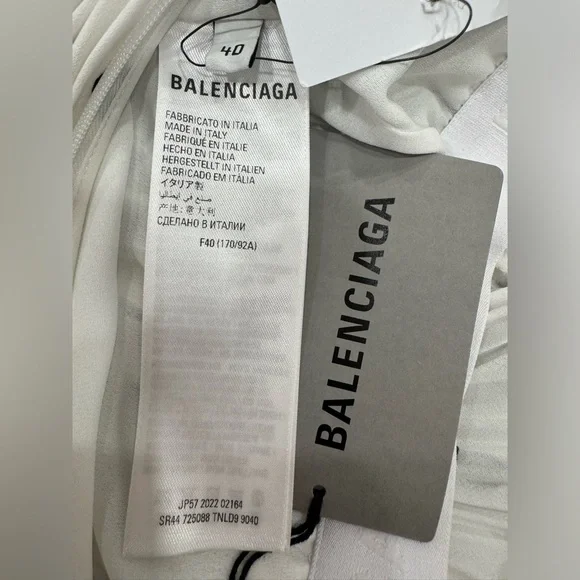 40
BALENCIAGA
FABBRICATO IN ITALIA
MADE IN ITALY
FABRIQUÉ EN ITALIE
HECHO EN ITALIA
HERGESTELLT IN ITALIEN
FABRICADO EM ITÁLIA
イタリア製
صنع في إيطاليا
产地: 意大利
СДЕЛАНО В ИТАЛИИ
F40 (170/92A)
JP57 2022 02164
SR44 725088 TNLD9 9040
BALENCIAGA